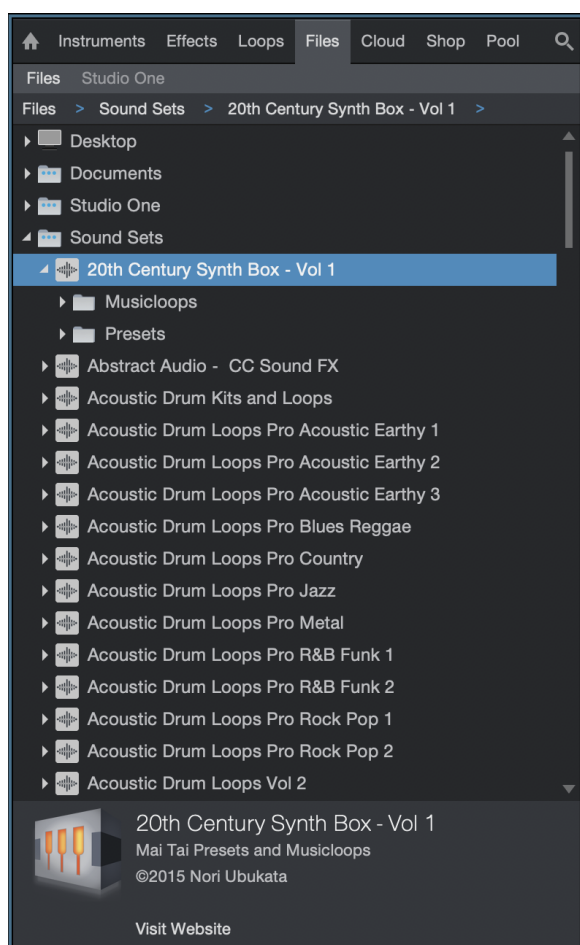 Instruments Effects Loops Files Cloud Shop Pool
Files Studio One
Files > Sound Sets > 20th Century Synth Box - Vol 1 >
Desktop
Documents
Studio One
Sound Sets
20th Century Synth Box - Vol 1
Musicloops
Presets
Abstract Audio -  CC Sound FX
Acoustic Drum Kits and Loops
Acoustic Drum Loops Pro Acoustic Earthy 1
Acoustic Drum Loops Pro Acoustic Earthy 2
Acoustic Drum Loops Pro Acoustic Earthy 3
Acoustic Drum Loops Pro Blues Reggae
Acoustic Drum Loops Pro Country
Acoustic Drum Loops Pro Jazz
Acoustic Drum Loops Pro Metal
Acoustic Drum Loops Pro R&B Funk 1
Acoustic Drum Loops Pro R&B Funk 2
Acoustic Drum Loops Pro Rock Pop 1
Acoustic Drum Loops Pro Rock Pop 2
Acoustic Drum Loops Vol 2
20th Century Synth Box - Vol 1
Mai Tai Presets and Musicloops
©2015 Nori Ubukata
Visit Website